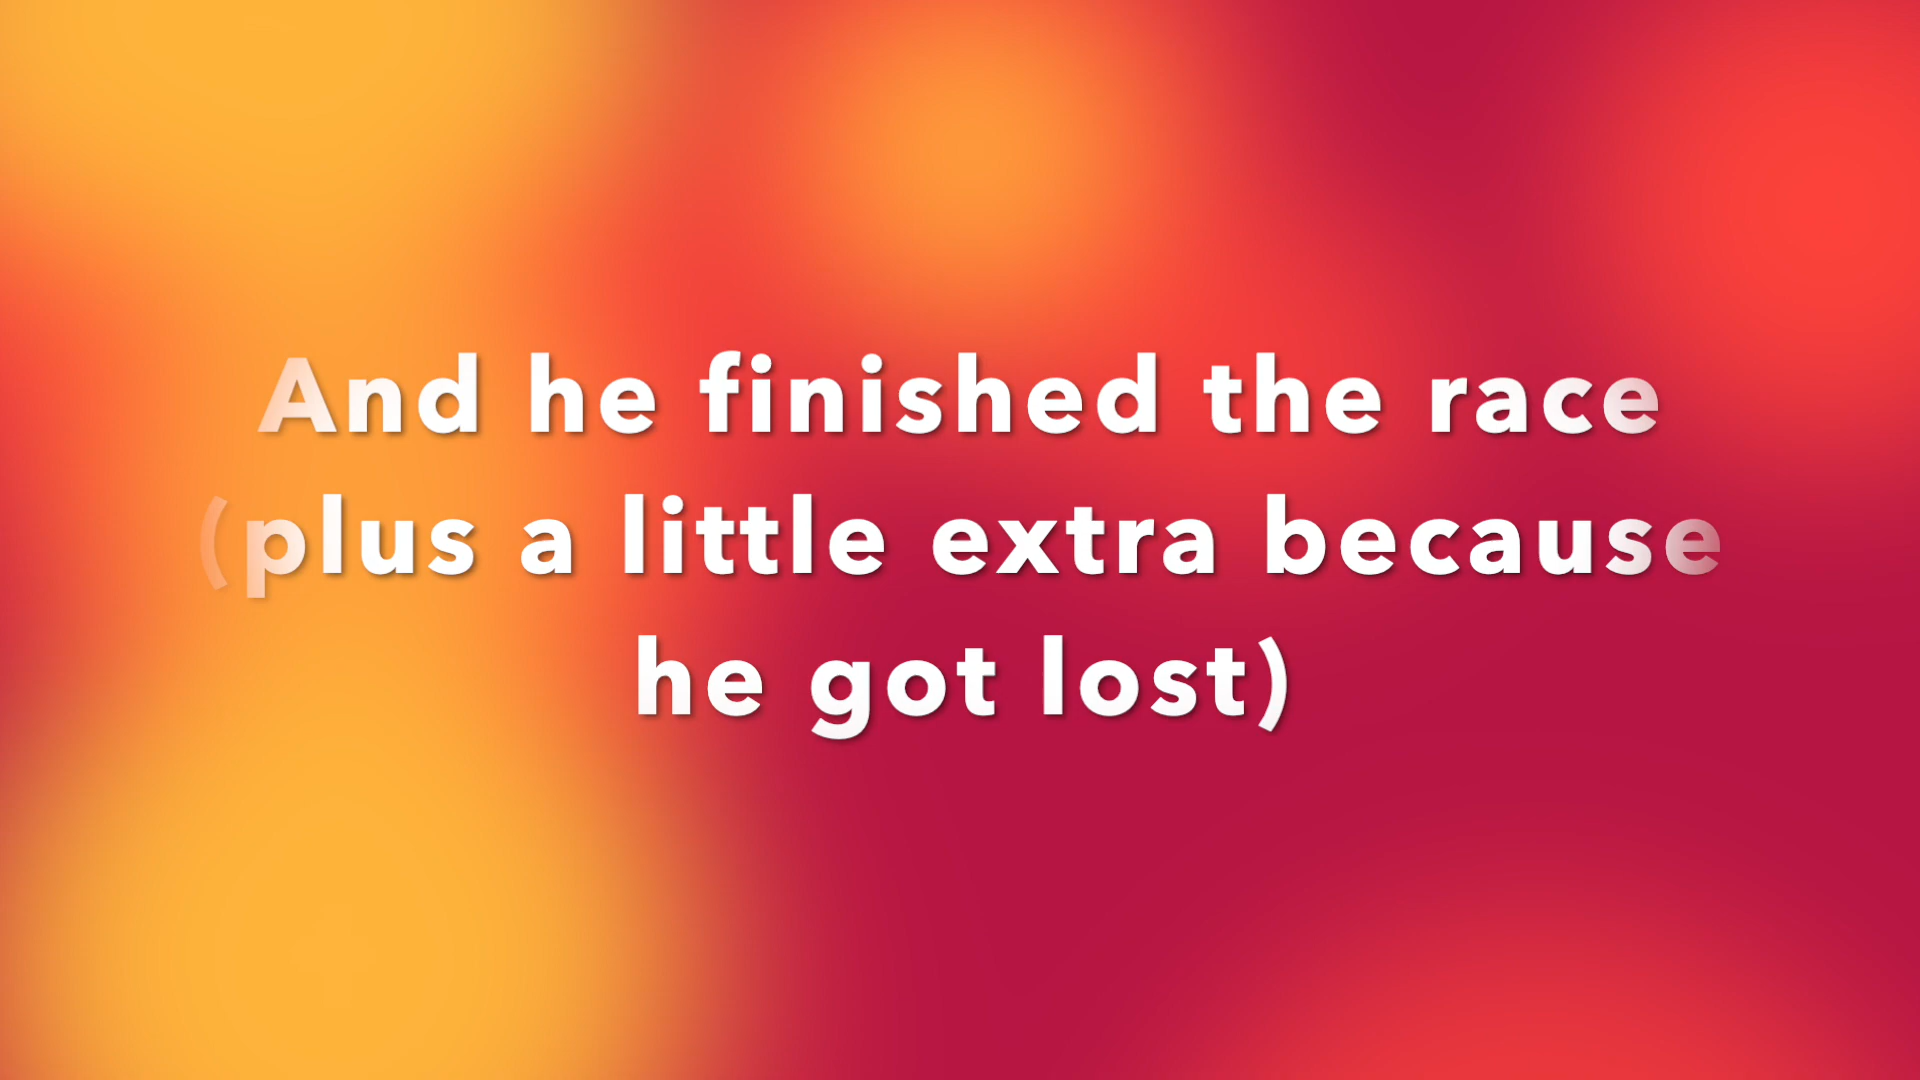 And he finished the race
(plus a little extra because
he got lost)